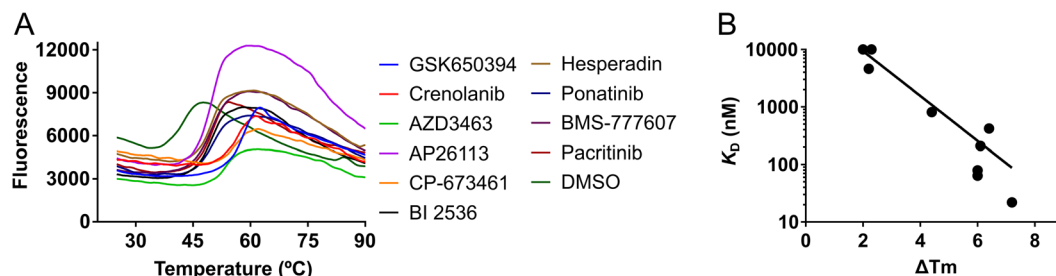 A
B
12000
9000
6000
3000
0
Fluorescence
15
30
45
60
75
90
Temperature (ºC)
GSK650394
Crenolanib
AZD3463
AP26113
CP-673461
BI 2536
Hesperadin
Ponatinib
BMS-777607
Pacritinib
DMSO
10000
1000
100
10
KD (nM)
0
2
4
6
8
ΔTm